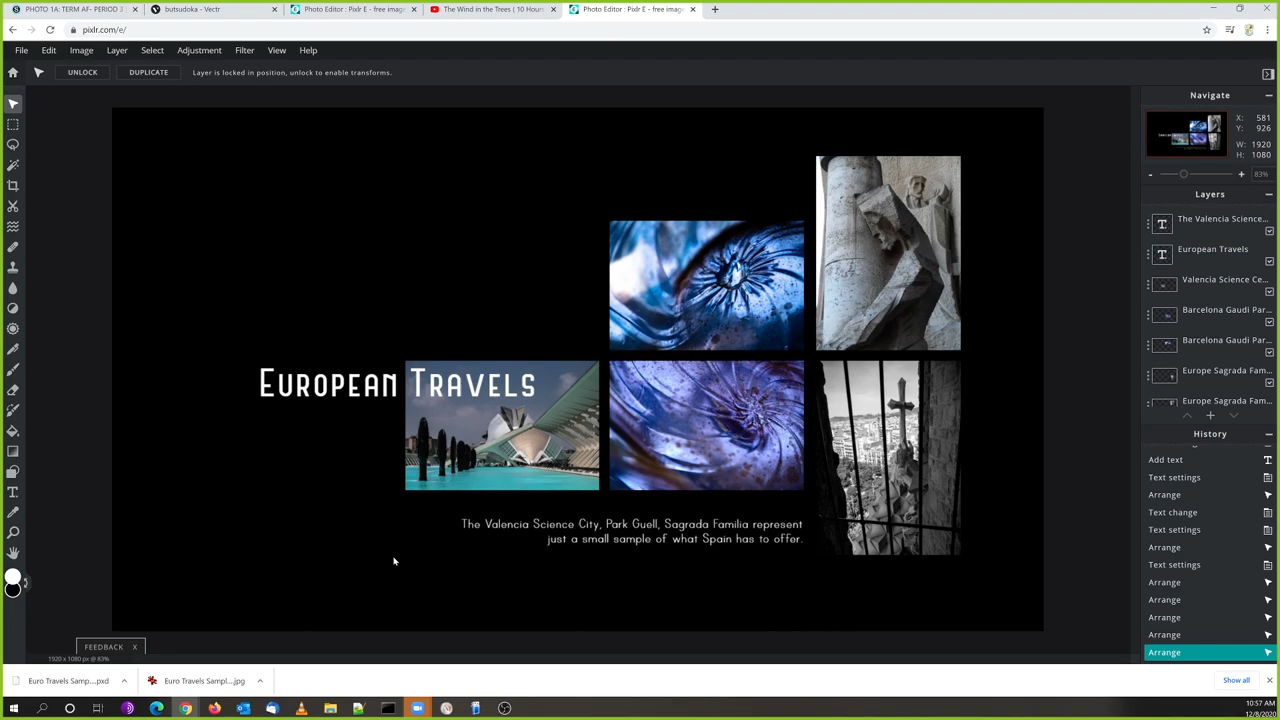 PHOTO 1A: TERM AF- PERIOD 3
butsudoka - Vectr
Photo Editor : Pixlr E - free imag
The Wind in the Trees ( 10 Hours
Photo Editor : Pixlr E - free imag
pixlr.com/e/
File Edit Image Layer Select Adjustment Filter View Help
UNLOCK DUPLICATE Layer is locked in position, unlock to enable transforms.
Navigate
X: 581
Y: 926
W: 1920
H: 1080
83%
Layers
The Valencia Science...
European Travels
Valencia Science Ce...
Barcelona Gaudi Par...
Barcelona Gaudi Par...
Europe Sagrada Fam...
Europe Sagrada Fam...
History
Add text
Text settings
Arrange
Text change
Text settings
Arrange
Text settings
Arrange
Arrange
Arrange
Arrange
Arrange
European Travels
The Valencia Science City, Park Guell, Sagrada Familia represent
just a small sample of what Spain has to offer.
FEEDBACK X
1920 x 1080 px @ 83%
Euro Travels Samp....pxd
Euro Travels Sampl....jpg
Show all
10:57 AM
12/8/2020